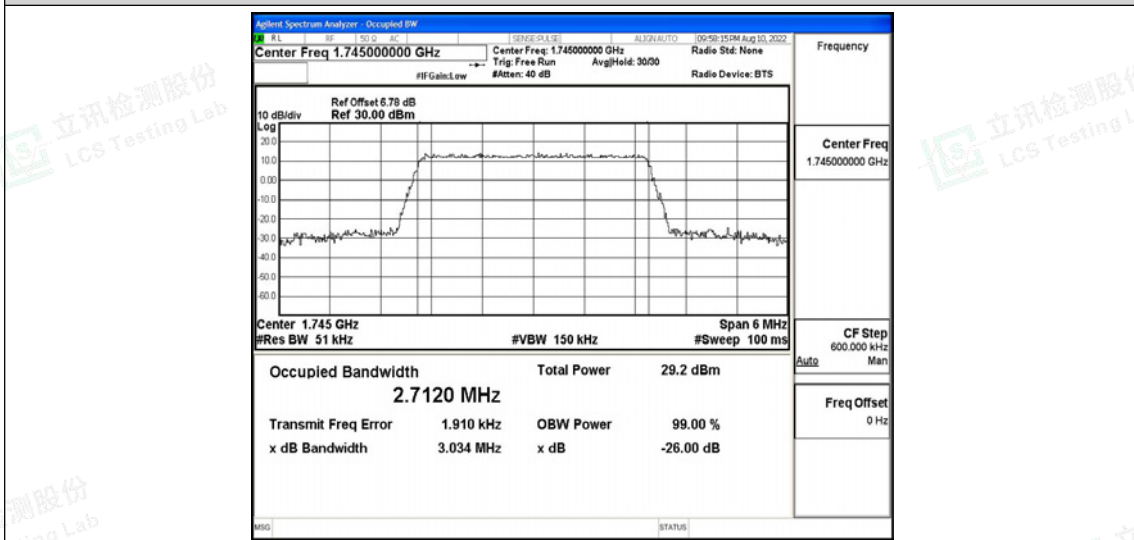 Agilent Spectrum Analyzer - Occupied BW
RL RF 50 Ω AC SENSE:PULSE ALIGN AUTO 09:58:15 PM Aug 10, 2022
Center Freq 1.745000000 GHz
Center Freq: 1.745000000 GHz
Radio Std: None
Trig: Free Run Avg|Hold: 30/30
#IFGain:Low
#Atten: 40 dB
Radio Device: BTS
Frequency
Ref Offset 6.78 dB
10 dB/div Ref 30.00 dBm
Log
20.0
10.0
0.00
-10.0
-20.0
-30.0
-40.0
-50.0
-60.0
Center Freq
1.745000000 GHz
Center 1.745 GHz
Span 6 MHz
#Res BW 51 kHz
#VBW 150 kHz
#Sweep 100 ms
CF Step
600.000 kHz
Auto Man
Occupied Bandwidth
Total Power 29.2 dBm
2.7120 MHz
Transmit Freq Error 1.910 kHz OBW Power 99.00 %
x dB Bandwidth 3.034 MHz x dB -26.00 dB
Freq Offset
0 Hz
MSG
STATUS
立讯检测股份
LCS Testing Lab
立讯检测股份
LCS Testing L
测股份
ing Lab